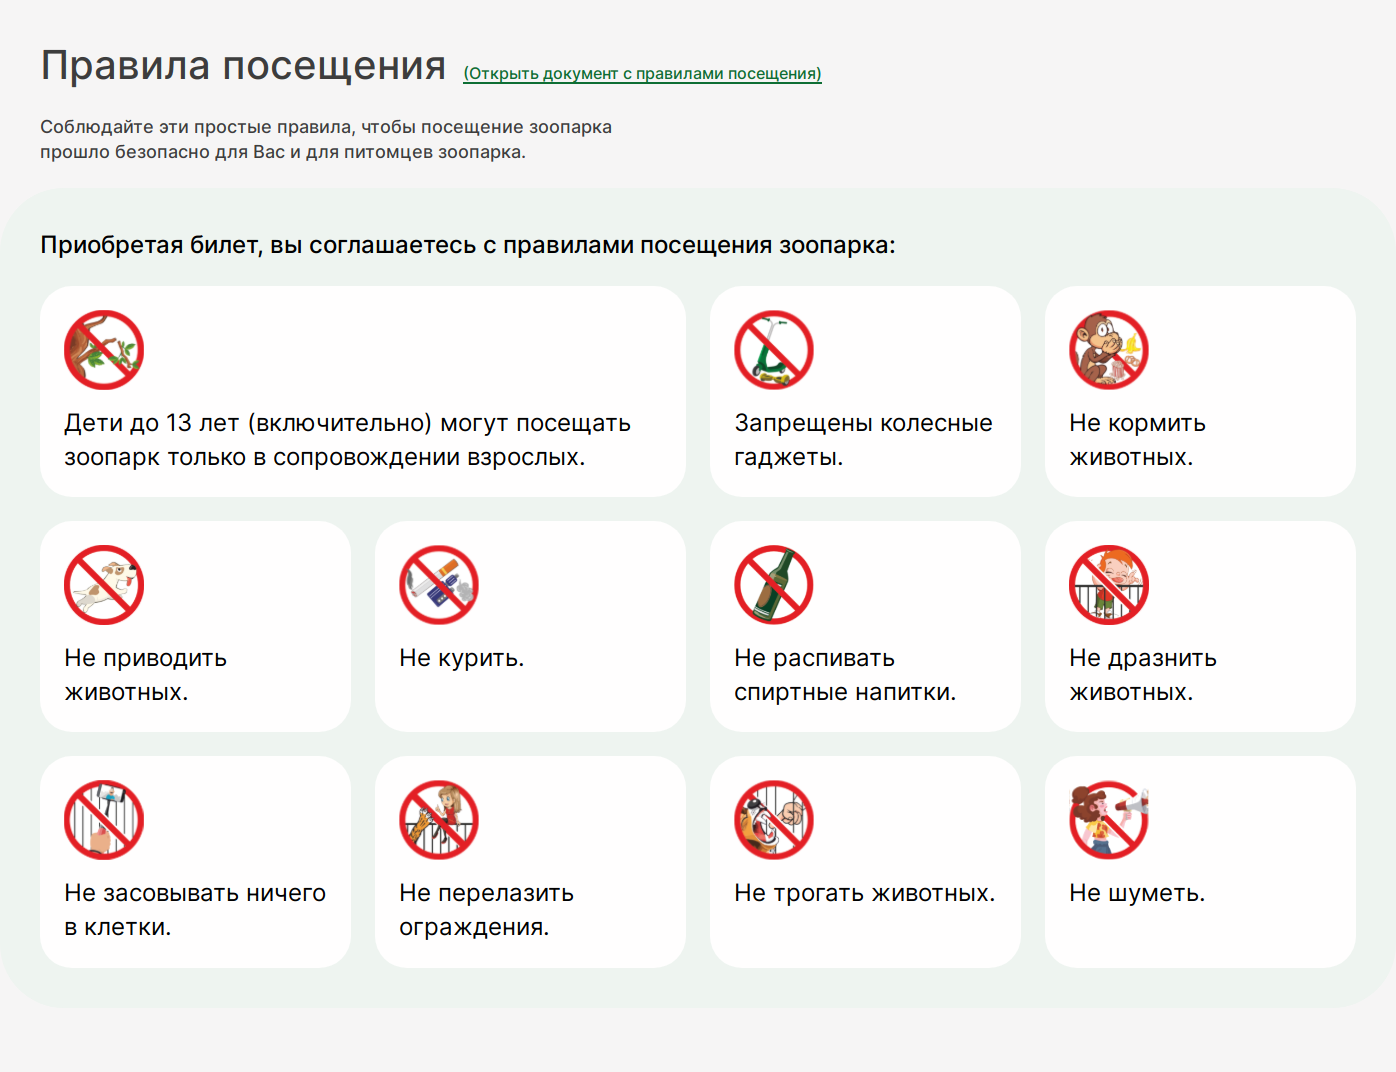 Правила посещения (Открыть документ с правилами посещения)
Соблюдайте эти простые правила, чтобы посещение зоопарка
прошло безопасно для Вас и для питомцев зоопарка.
Приобретая билет, вы соглашаетесь с правилами посещения зоопарка:
Дети до 13 лет (включительно) могут посещать
зоопарк только в сопровождении взрослых.
Запрещены колесные
гаджеты.
Не кормить
животных.
Не приводить
животных.
Не курить.
Не распивать
спиртные напитки.
Не дразнить
животных.
Не засовывать ничего
в клетки.
Не перелазить
ограждения.
Не трогать животных.
Не шуметь.